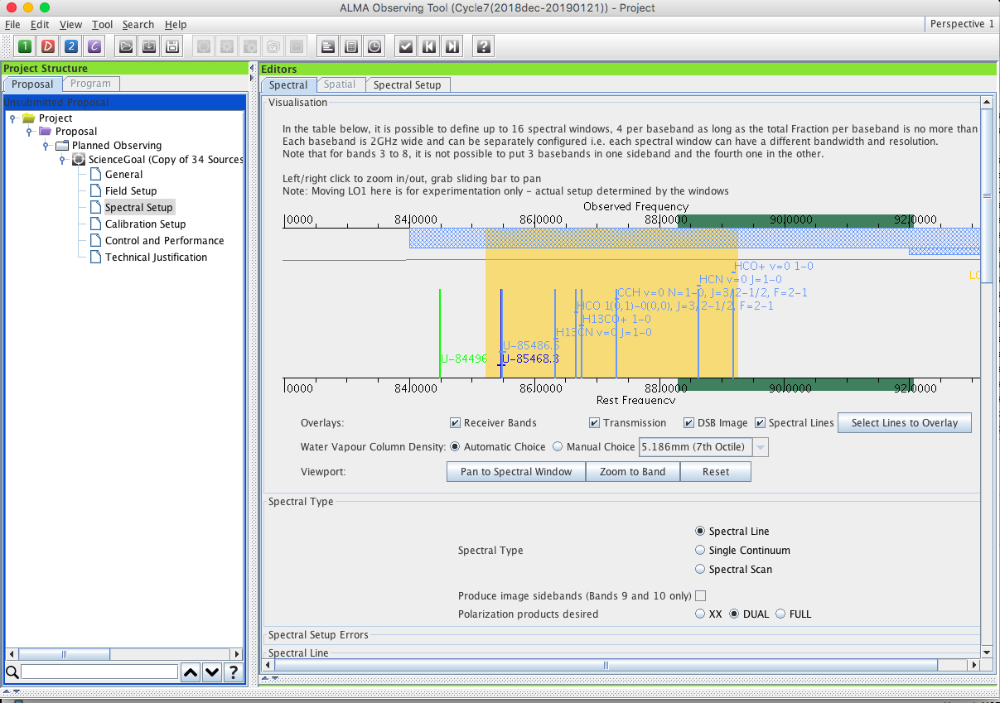 ALMA Observing Tool (Cycle7(2018dec-20190121)) - Project
File Edit View Tool Search Help
Perspective 1
1 D 2 C ?
Project Structure
Proposal Program
Unsubmitted Proposal
Project
Proposal
Planned Observing
ScienceGoal (Copy of 34 Sources
General
Field Setup
Spectral Setup
Calibration Setup
Control and Performance
Technical Justification
?
Editors
Spectral Spatial Spectral Setup
Visualisation
In the table below, it is possible to define up to 16 spectral windows, 4 per baseband as long as the total Fraction per baseband is no more than
Each baseband is 2GHz wide and can be separately configured i.e. each spectral window can have a different bandwidth and resolution.
Note that for bands 3 to 8, it is not possible to put 3 basebands in one sideband and the fourth one in the other.
Left/right click to zoom in/out, grab sliding bar to pan
Note: Moving LO1 here is for experimentation only - actual setup determined by the windows
Observed Frequency
0000 84.0000 86.0000 88.0000 90.0000 92.0000
HCO+ v=0 1-0
LO
HCN v=0 J=1-0
CCH v=0 N=1-0, J=3/2-1/2, F=2-1
HCO 1(0,1)-0(0,0), J=3/2-1/2, F=2-1
H13CO+ 1-0
H13CN v=0 J=1-0
U-85486.5
U-84496 U-85468.3
0000 84.0000 86.0000 88.0000 90.0000 92.0000
Rest Frequency
Overlays: Receiver Bands Transmission DSB Image Spectral Lines Select Lines to Overlay
Water Vapour Column Density: Automatic Choice Manual Choice 5.186mm (7th Octile)
Viewport: Pan to Spectral Window Zoom to Band Reset
Spectral Type
Spectral Type
Spectral Line
Single Continuum
Spectral Scan
Produce image sidebands (Bands 9 and 10 only)
Polarization products desired XX DUAL FULL
Spectral Setup Errors
Spectral Line